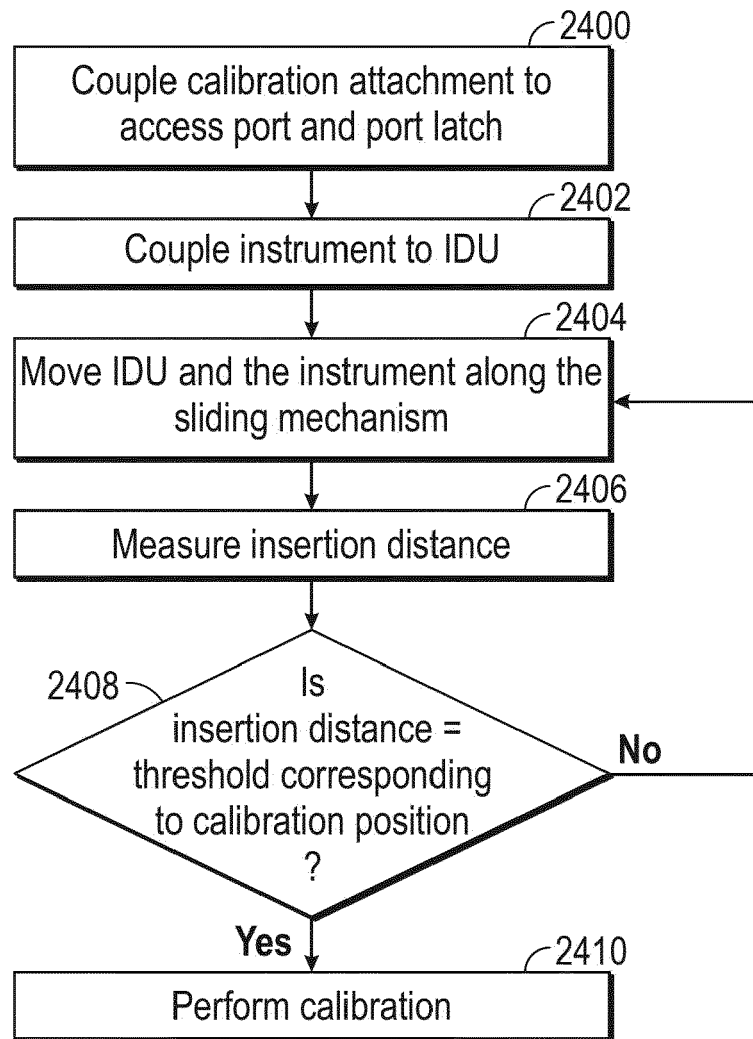 2400
Couple calibration attachment to
access port and port latch
2402
Couple instrument to IDU
2404
Move IDU and the instrument along the
sliding mechanism
2406
Measure insertion distance
2408
Is
insertion distance =
threshold corresponding
to calibration position
?
No
Yes
2410
Perform calibration